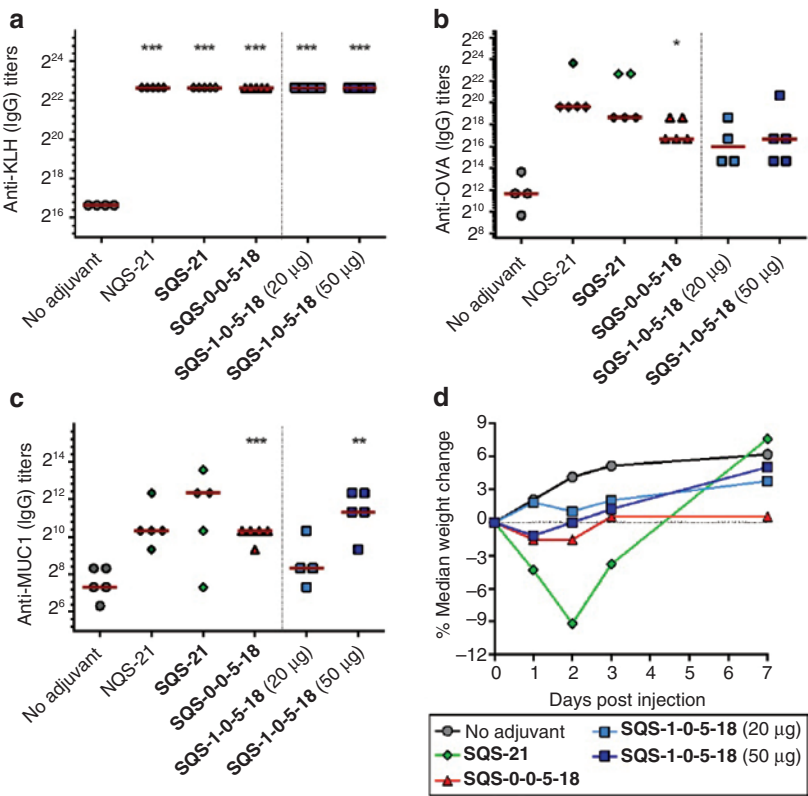 a
Anti-KLH (IgG) titers
2^24
2^22
2^20
2^18
2^16
*** *** *** *** ***
No adjuvant
NQS-21
SQS-21
SQS-0-0-5-18
SQS-1-0-5-18 (20 μg)
SQS-1-0-5-18 (50 μg)
b
Anti-OVA (IgG) titers
2^26
2^24
2^22
2^20
2^18
2^16
2^14
2^12
2^10
2^8
*
No adjuvant
NQS-21
SQS-21
SQS-0-0-5-18
SQS-1-0-5-18 (20 μg)
SQS-1-0-5-18 (50 μg)
c
Anti-MUC1 (IgG) titers
2^14
2^12
2^10
2^8
2^6
*** **
No adjuvant
NQS-21
SQS-21
SQS-0-0-5-18
SQS-1-0-5-18 (20 μg)
SQS-1-0-5-18 (50 μg)
d
% Median weight change
9
6
3
0
–3
–6
–9
–12
0 1 2 3 4 5 6 7
Days post injection
No adjuvant
SQS-21
SQS-0-0-5-18
SQS-1-0-5-18 (20 μg)
SQS-1-0-5-18 (50 μg)